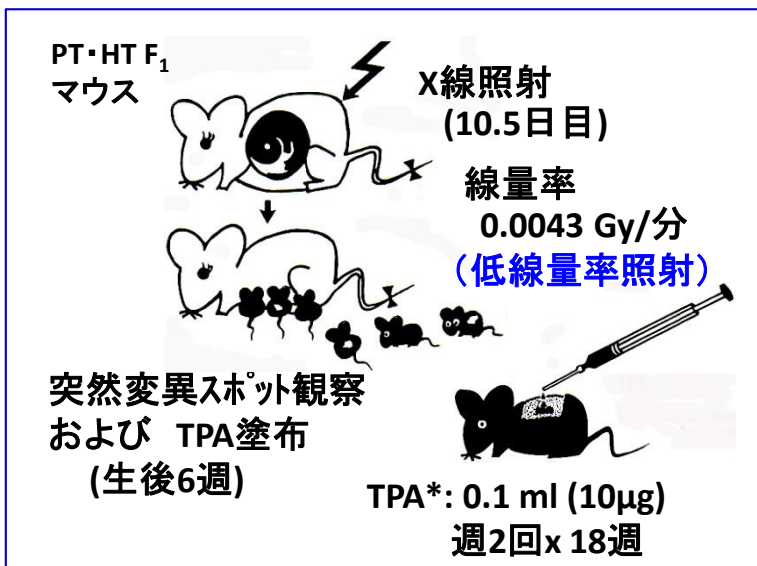 PT・HT F₁
マウス
X線照射
(10.5日目)
線量率
0.0043 Gy/分
（低線量率照射）
突然変異スポット観察
および TPA塗布
(生後6週)
TPA*: 0.1 ml (10µg)
週2回x 18週